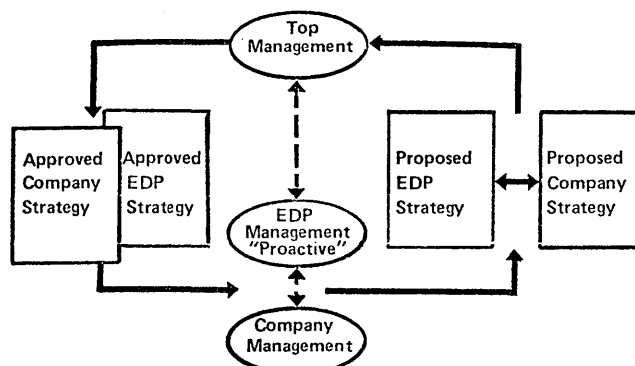 Top
Management
Approved
Company
Strategy
Approved
EDP
Strategy
Proposed
EDP
Strategy
Proposed
Company
Strategy
EDP
Management
“Proactive”
Company
Management